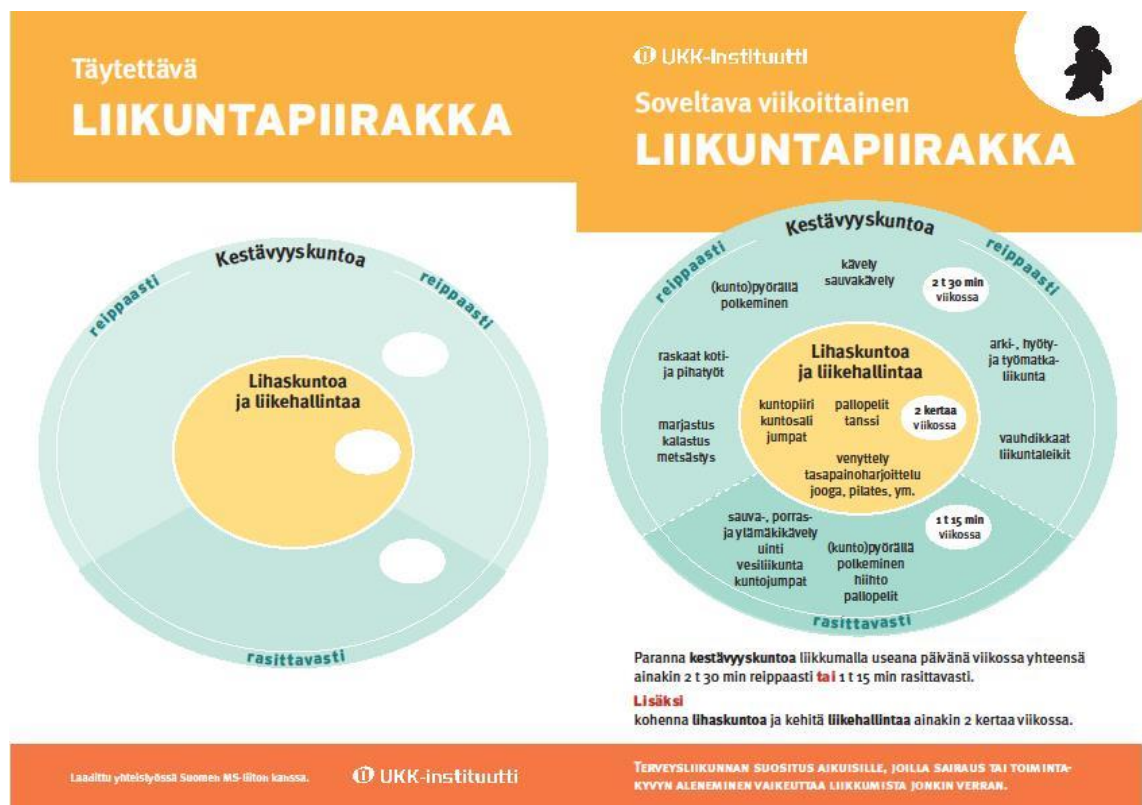 Täytettävä
LIIKUNTAPIIRAKKA
Kestävyyskuntoa
reippaasti
reippaasti
Lihaskuntoa
ja liikehallintaa
rasittavasti
Laadittu yhteistyössä Suomen MS-liiton kanssa.
UKK-instituutti
UKK-instituutti
Soveltava viikoittainen
LIIKUNTAPIIRAKKA
Kestävyyskuntoa
reippaasti
reippaasti
kävely
sauvakävely
(kunto)pyörällä
polkeminen
2 t 30 min
viikossa
raskaat koti-
ja pihatyöt
arki-, hyöty-
ja työmatka-
liikunta
marjastus
kalastus
metsästys
vauhdikkaat
liikuntaleikit
Lihaskuntoa
ja liikehallintaa
kuntopiiri
kuntosali
jumpat
pallopelit
tanssi
2 kertaa
viikossa
venyttely
tasapainoharjoittelu
jooga, pilates, ym.
sauva-, porras-
ja ylämäkikävely
uinti
vesiliikunta
kuntojumpat
(kunto)pyörällä
polkeminen
hiihto
pallopelit
1 t 15 min
viikossa
rasittavasti
Paranna kestävyyskuntoa liikkumalla useana päivänä viikossa yhteensä
ainakin 2 t 30 min reippaasti tai 1 t 15 min rasittavasti.
Lisäksi
kohenna lihaskuntoa ja kehitä liikehallintaa ainakin 2 kertaa viikossa.
TERVEYSLIIKUNNAN SUOSITUS AIKUISILLE, JOILLA SAIRAUS TAI TOIMINTA-
KYVYN ALENEMINEN VAIKEUTTAA LIIKKUMISTA JONKIN VERRAN.